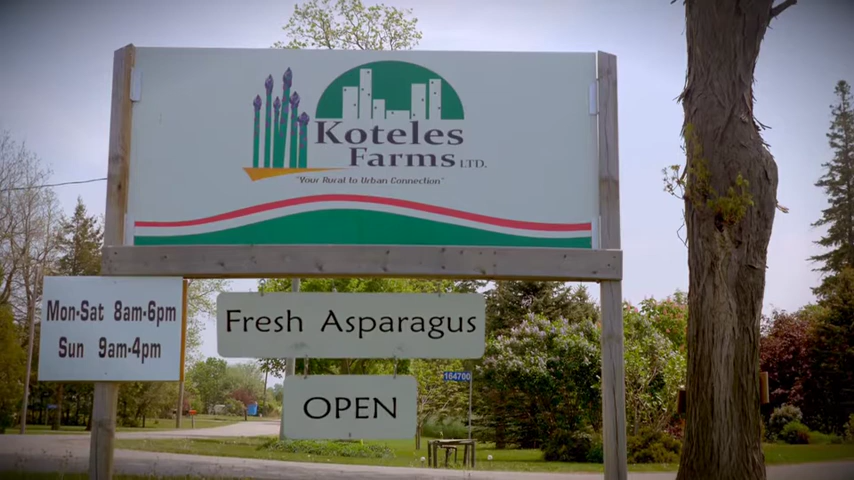 Koteles
Farms LTD.
"Your Rural to Urban Connection"
Mon-Sat 8am-6pm
Sun 9am-4pm
Fresh Asparagus
OPEN
164700